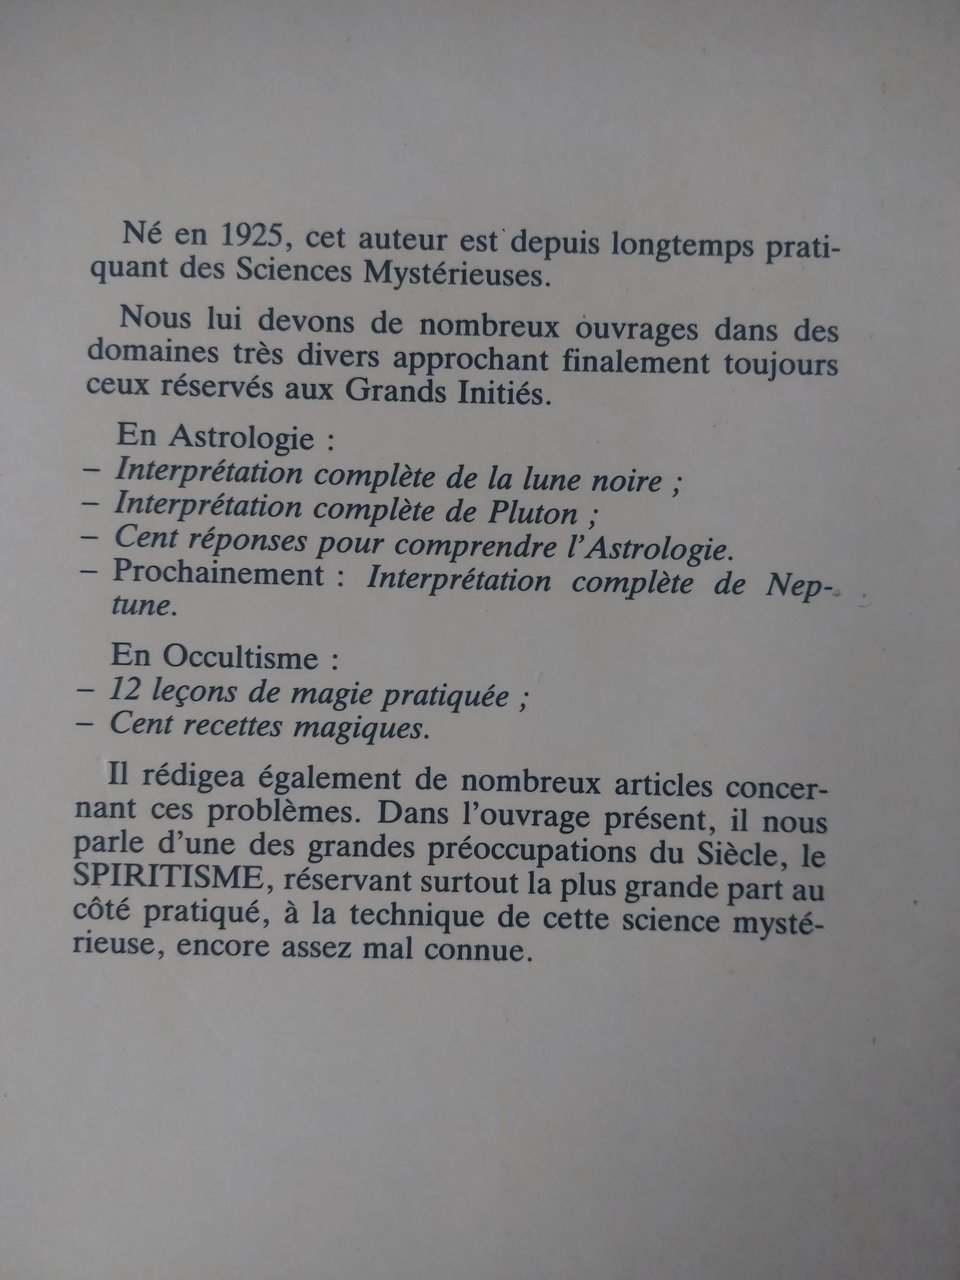 Né en 1925, cet auteur est depuis longtemps prati-
quant des Sciences Mystérieuses.
Nous lui devons de nombreux ouvrages dans des
domaines très divers approchant finalement toujours
ceux réservés aux Grands Initiés.
En Astrologie :
– Interprétation complète de la lune noire ;
– Interprétation complète de Pluton ;
– Cent réponses pour comprendre l'Astrologie.
– Prochainement : Interprétation complète de Nep-
tune.
En Occultisme :
– 12 leçons de magie pratiquée ;
– Cent recettes magiques.
Il rédigea également de nombreux articles concer-
nant ces problèmes. Dans l'ouvrage présent, il nous
parle d'une des grandes préoccupations du Siècle, le
SPIRITISME, réservant surtout la plus grande part au
côté pratiqué, à la technique de cette science mysté-
rieuse, encore assez mal connue.